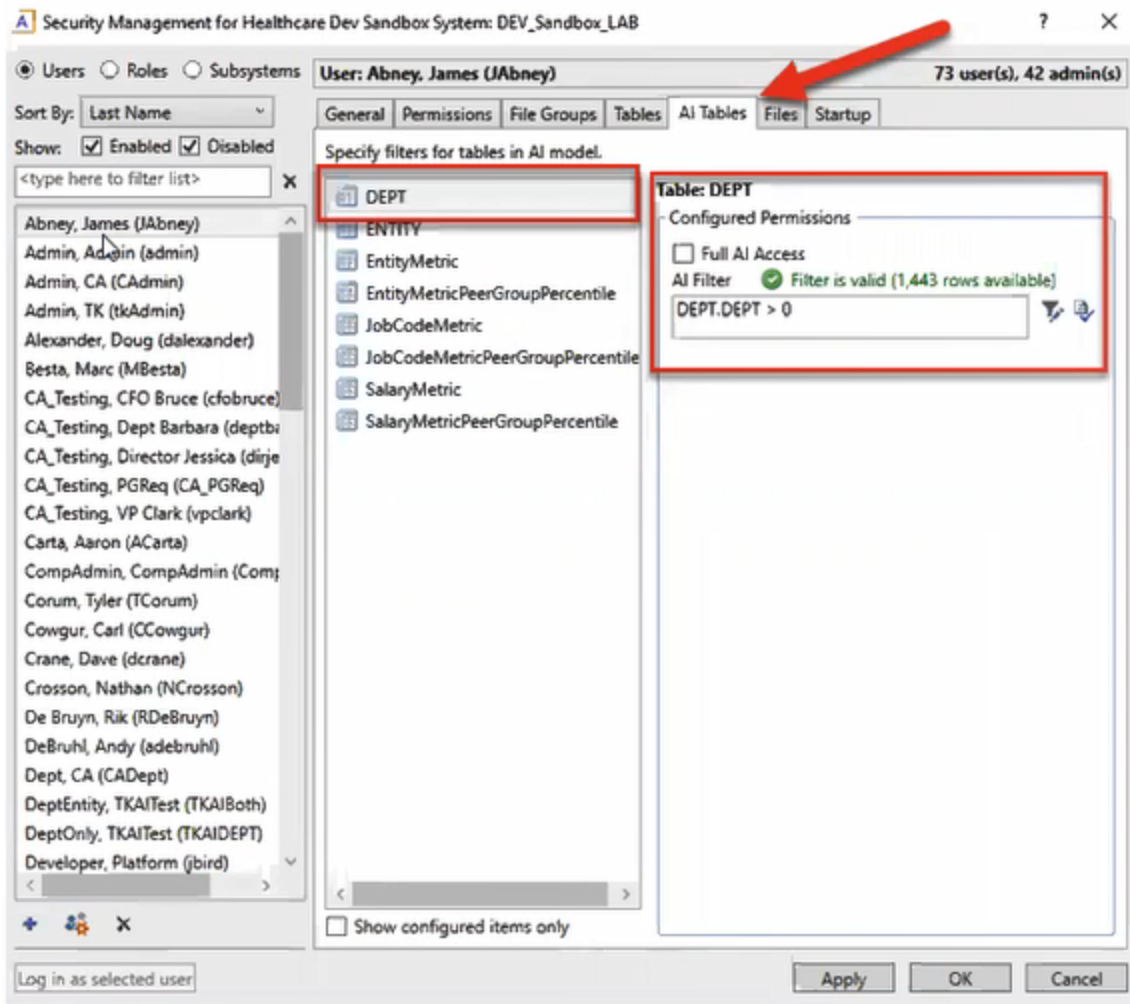 Security Management for Healthcare Dev Sandbox System: DEV_Sandbox_LAB
Users Roles Subsystems
Sort By: Last Name
Show: Enabled Disabled
<type here to filter list>
Abney, James (JAbney)
Admin, Admin (admin)
Admin, CA (CAdmin)
Admin, TK (tkAdmin)
Alexander, Doug (dalexander)
Besta, Marc (MBesta)
CA_Testing, CFO Bruce (cfobruce)
CA_Testing, Dept Barbara (deptba
CA_Testing, Director Jessica (dirje
CA_Testing, PGReq (CA_PGReq)
CA_Testing, VP Clark (vpclark)
Carta, Aaron (ACarta)
CompAdmin, CompAdmin (Comp
Corum, Tyler (TCorum)
Cowgur, Carl (CCowgur)
Crane, Dave (dcrane)
Crosson, Nathan (NCrosson)
De Bruyn, Rik (RDeBruyn)
DeBruhl, Andy (adebruhl)
Dept, CA (CADept)
DeptEntity, TKAITest (TKAIBoth)
DeptOnly, TKAITest (TKAIDEPT)
Developer, Platform (jbird)
Log in as selected user
User: Abney, James (JAbney) 73 user(s), 42 admin(s)
General Permissions File Groups Tables AI Tables Files Startup
Specify filters for tables in AI model.
DEPT
ENTITY
EntityMetric
EntityMetricPeerGroupPercentile
JobCodeMetric
JobCodeMetricPeerGroupPercentile
SalaryMetric
SalaryMetricPeerGroupPercentile
Show configured items only
Table: DEPT
Configured Permissions
Full AI Access
AI Filter Filter is valid (1,443 rows available)
DEPT.DEPT > 0
Apply OK Cancel